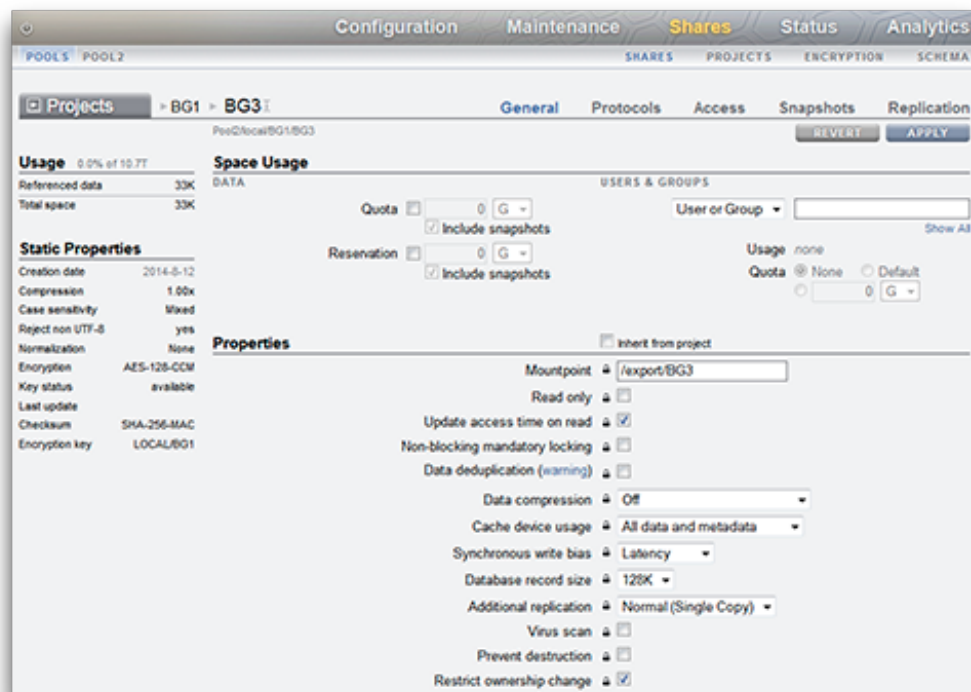 Configuration Maintenance Shares Status Analytics
POOLS POOL2 SHARES PROJECTS ENCRYPTION SCHEMA
Projects BG1 BG3 General Protocols Access Snapshots Replication
Pool2/local/BG1/BG3 REVERT APPLY
Usage 0.0% of 10.7T
Referenced data 33K
Total space 33K
Static Properties
Creation date 2014-8-12
Compression 1.00x
Case sensitivity Mixed
Reject non UTF-8 yes
Normalization None
Encryption AES-128-CCM
Key status available
Last update
Checksum SHA-256-MAC
Encryption key LOCAL/BG1
Space Usage
DATA
Quota 0 G
Include snapshots
Reservation 0 G
Include snapshots
USERS & GROUPS
User or Group
Show All
Usage none
Quota None Default
0 G
Properties Inherit from project
Mountpoint /export/BG3
Read only
Update access time on read
Non-blocking mandatory locking
Data deduplication (warning)
Data compression Off
Cache device usage All data and metadata
Synchronous write bias Latency
Database record size 128K
Additional replication Normal (Single Copy)
Virus scan
Prevent destruction
Restrict ownership change